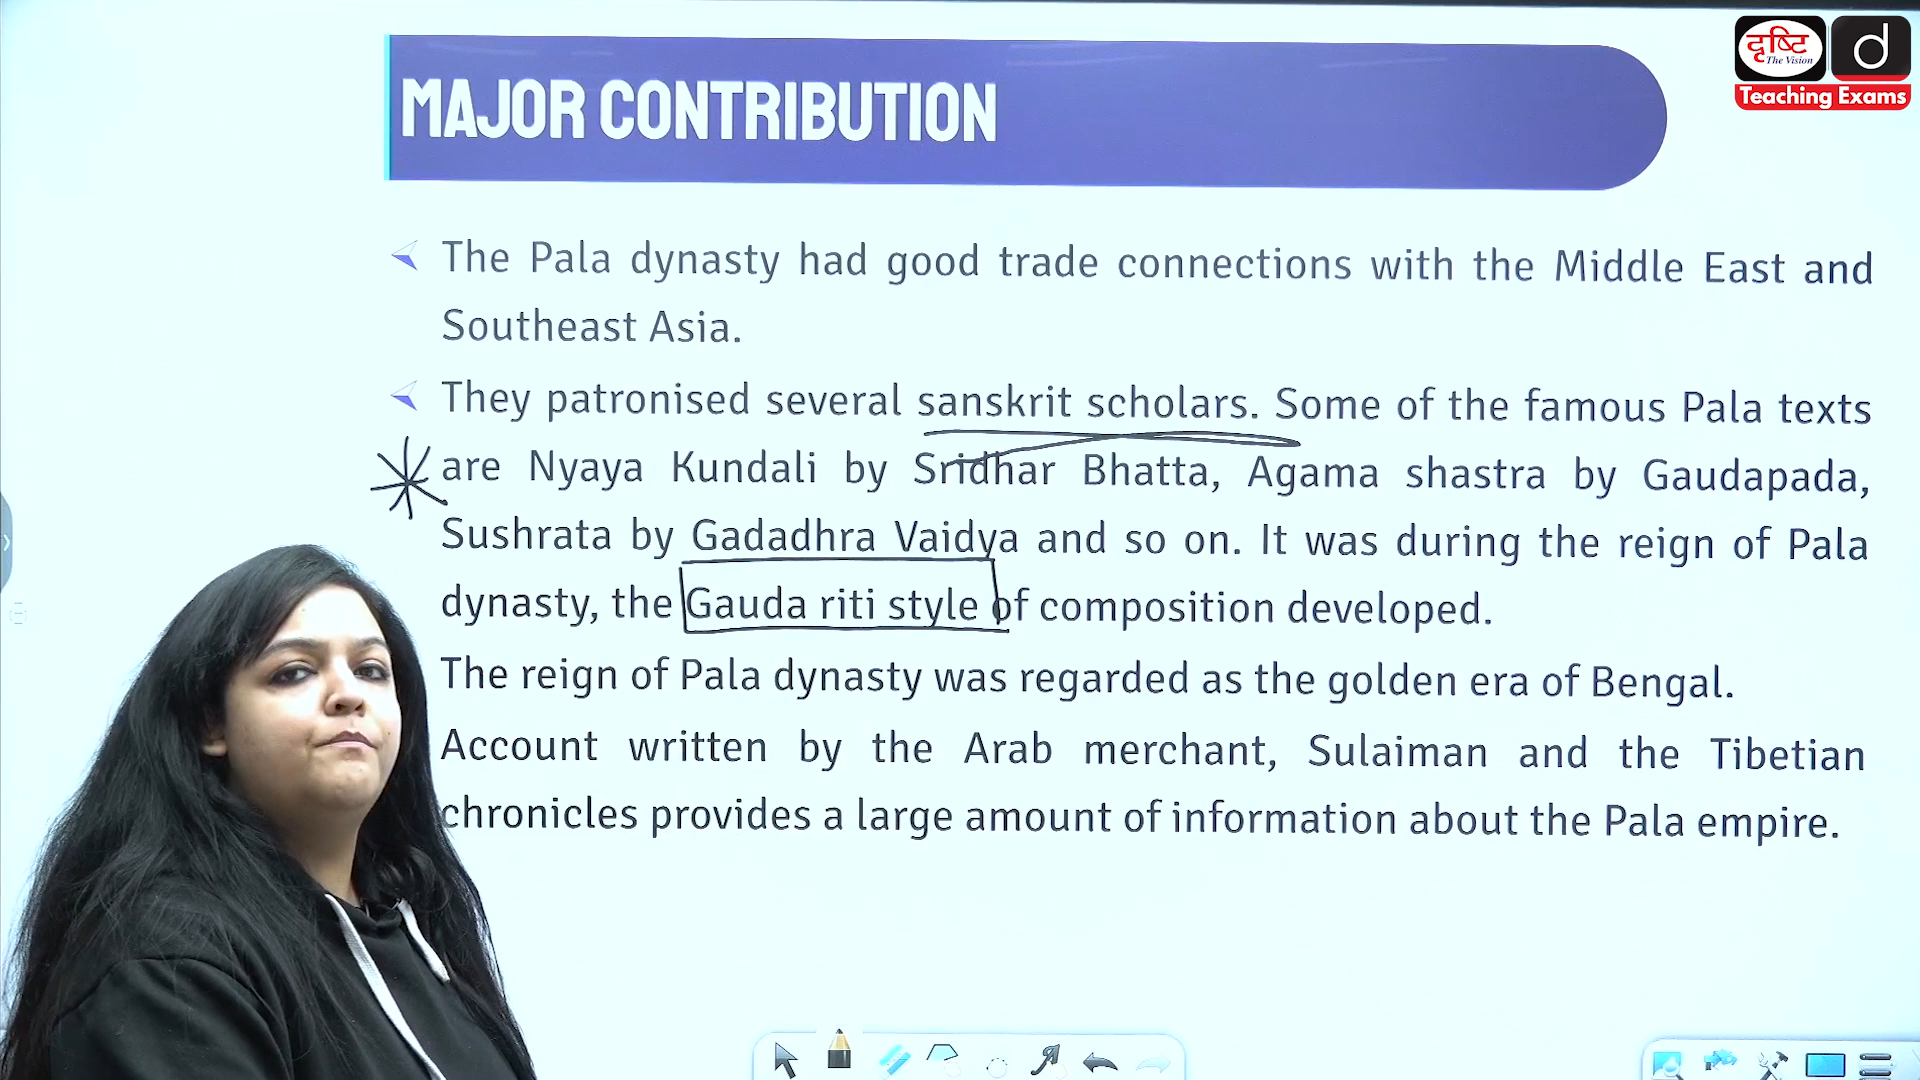 दृष्टि
The Vision
d
Teaching Exams
MAJOR CONTRIBUTION
The Pala dynasty had good trade connections with the Middle East and
Southeast Asia.
They patronised several sanskrit scholars. Some of the famous Pala texts
are Nyaya Kundali by Sridhar Bhatta, Agama shastra by Gaudapada,
Sushrata by Gadadhra Vaidya and so on. It was during the reign of Pala
dynasty, the Gauda riti style of composition developed.
The reign of Pala dynasty was regarded as the golden era of Bengal.
Account written by the Arab merchant, Sulaiman and the Tibetian
chronicles provides a large amount of information about the Pala empire.